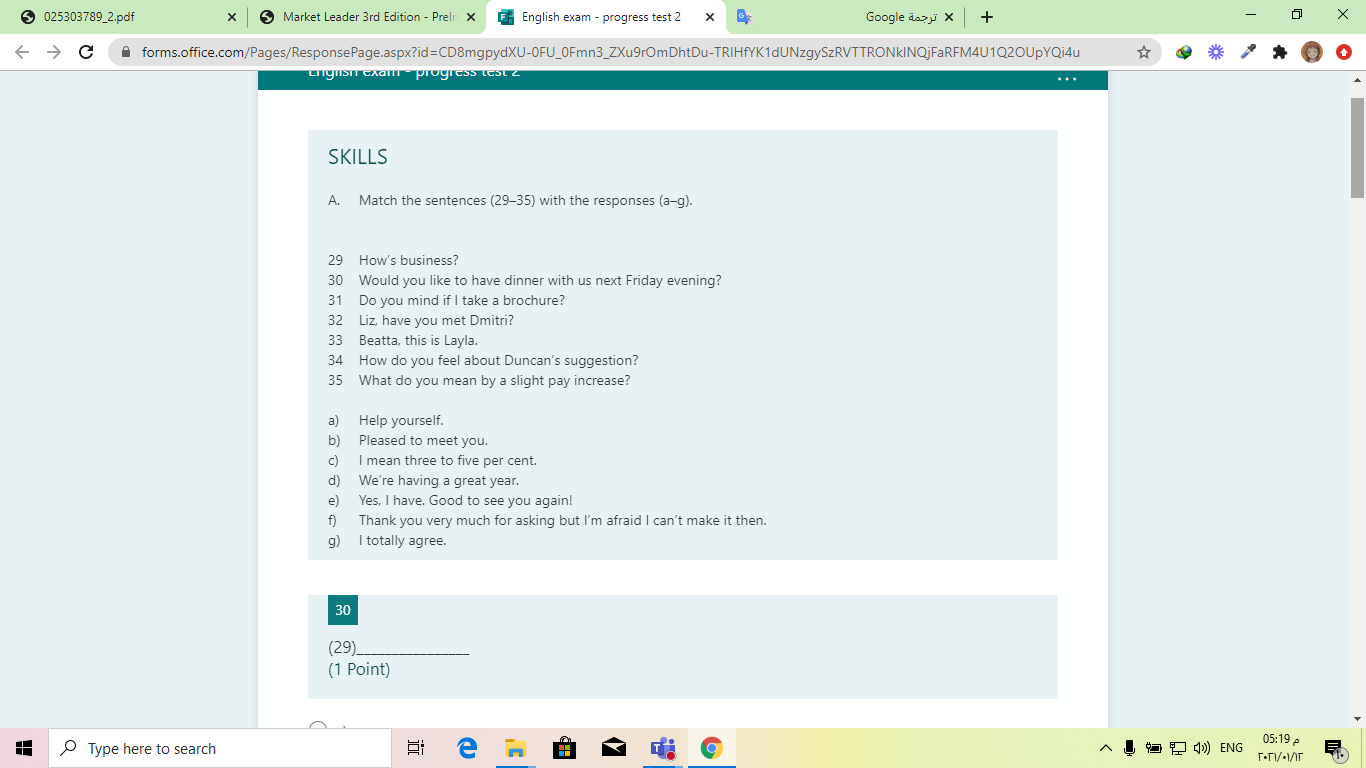 025303789_2.pdf
Market Leader 3rd Edition - PreIn
English exam - progress test 2
ترجمة Google
forms.office.com/Pages/ResponsePage.aspx?id=CD8mgpydXU-0FU_0Fmn3_ZXu9rOmDhtDu-TRIHfYK1dUNzgySzRVTTRONkINQjFaRFM4U1Q2OUpYQi4u
English exam - progress test 2
SKILLS
A. Match the sentences (29–35) with the responses (a–g).
29 How's business?
30 Would you like to have dinner with us next Friday evening?
31 Do you mind if I take a brochure?
32 Liz, have you met Dmitri?
33 Beatta, this is Layla.
34 How do you feel about Duncan's suggestion?
35 What do you mean by a slight pay increase?
a) Help yourself.
b) Pleased to meet you.
c) I mean three to five per cent.
d) We're having a great year.
e) Yes, I have. Good to see you again!
f) Thank you very much for asking but I'm afraid I can't make it then.
g) I totally agree.
30
(29)________________
(1 Point)
Type here to search
ENG
05:19 م
٢٠٢١/٠١/١٢